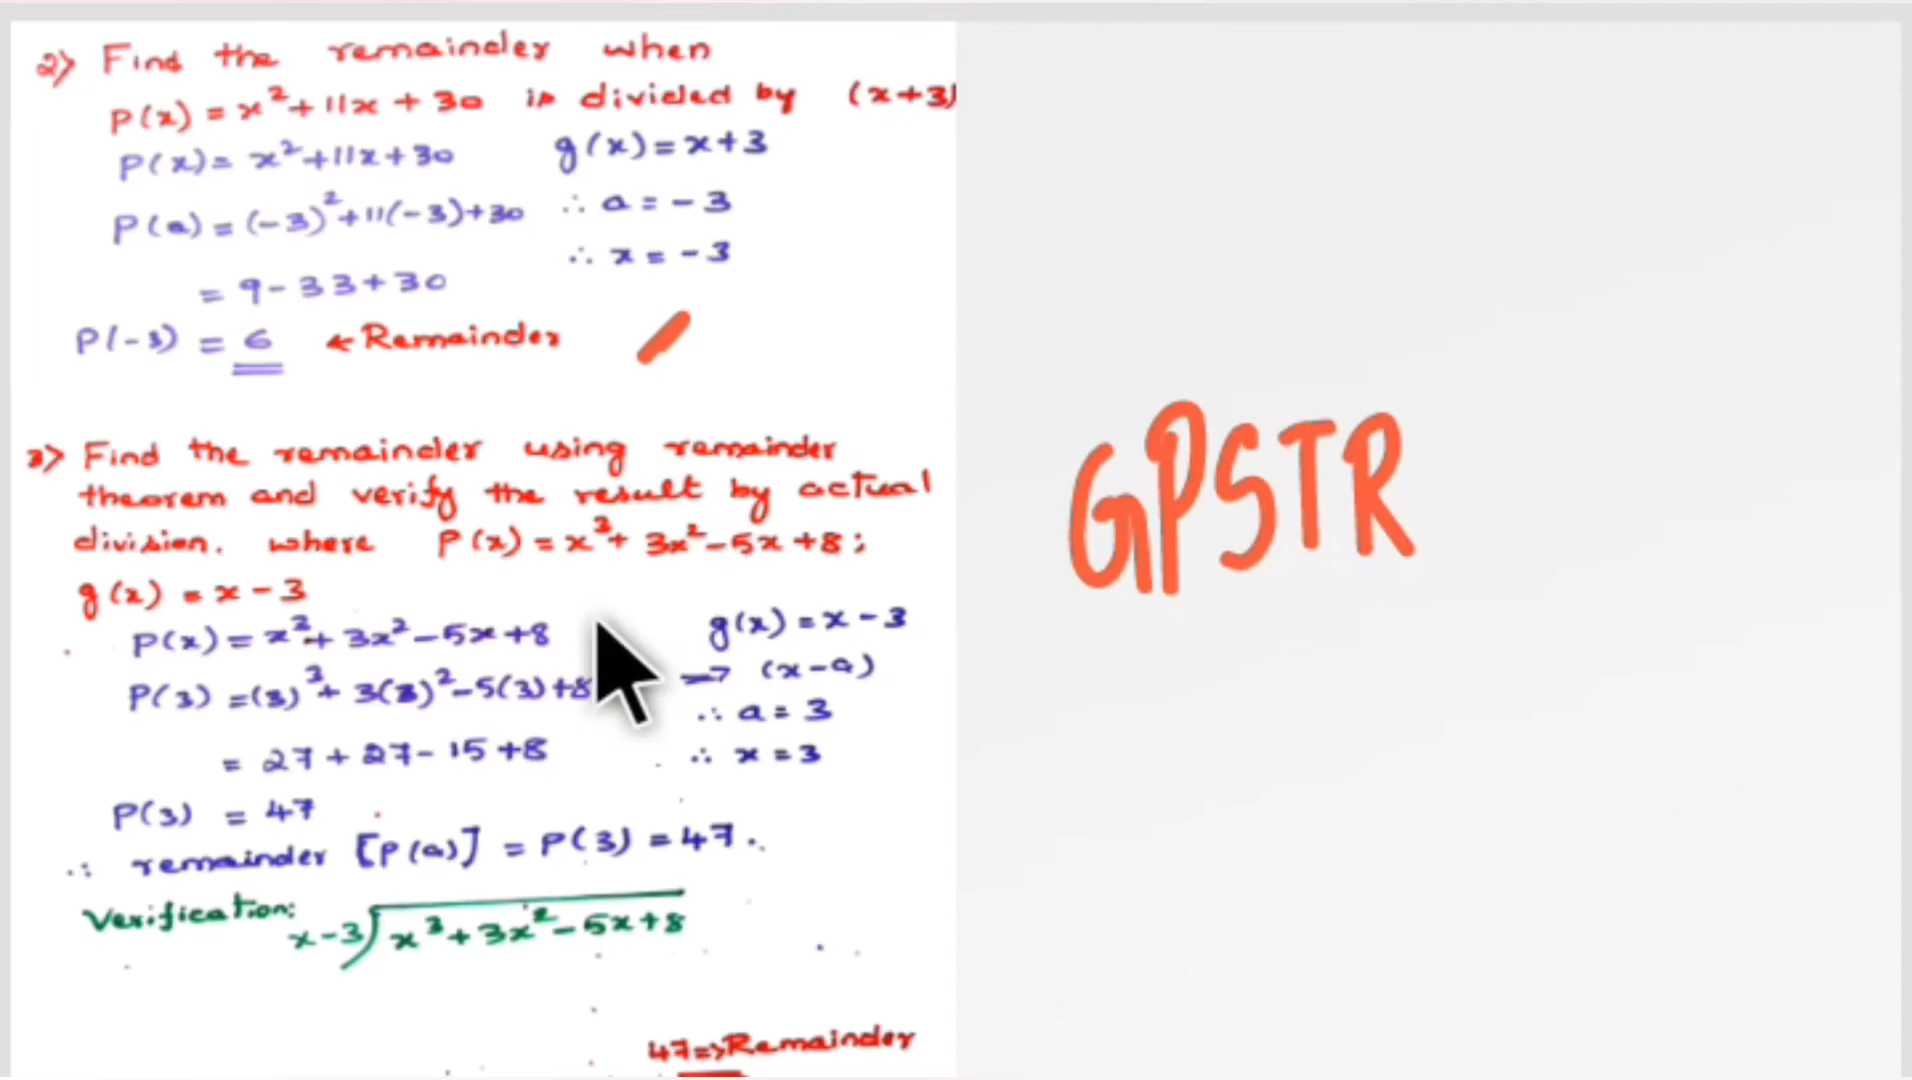 2) Find the remainder when
P(x) = x² + 11x + 30 is divided by (x+3)
P(x) = x² + 11x + 30 g(x) = x + 3
P(a) = (-3)² + 11(-3) + 30 ∴ a = -3
∴ x = -3
= 9 - 33 + 30
P(-3) = 6 ← Remainder
3) Find the remainder using remainder
theorem and verify the result by actual
division. where P(x) = x³ + 3x² - 5x + 8 ;
g(x) = x - 3
P(x) = x³ + 3x² - 5x + 8 g(x) = x - 3
P(3) = (3)³ + 3(3)² - 5(3) + 8 → (x - a)
∴ a = 3
= 27 + 27 - 15 + 8 ∴ x = 3
P(3) = 47
∴ remainder [P(a)] = P(3) = 47.
Verification:
x-3) x³ + 3x² - 5x + 8
47 => Remainder
GPSTR